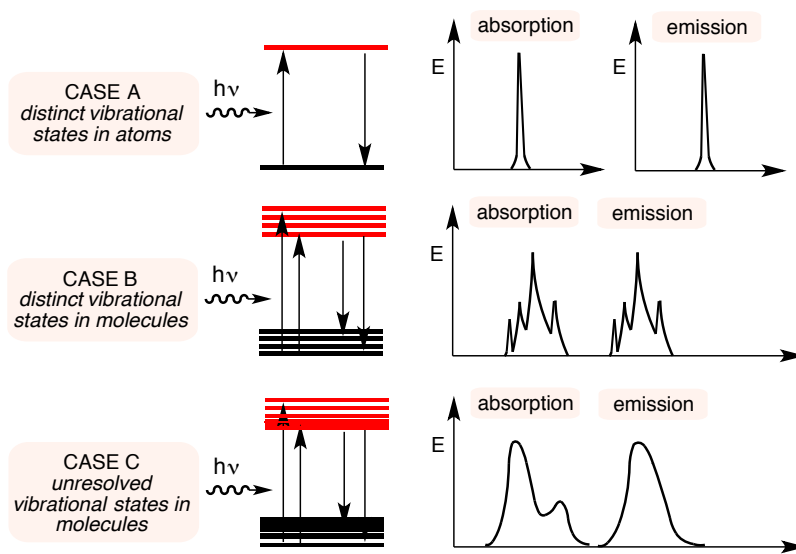 CASE A
distinct vibrational
states in atoms
hν
absorption
emission
E
E
CASE B
distinct vibrational
states in molecules
hν
absorption
emission
E
CASE C
unresolved
vibrational states in
molecules
hν
absorption
emission
E